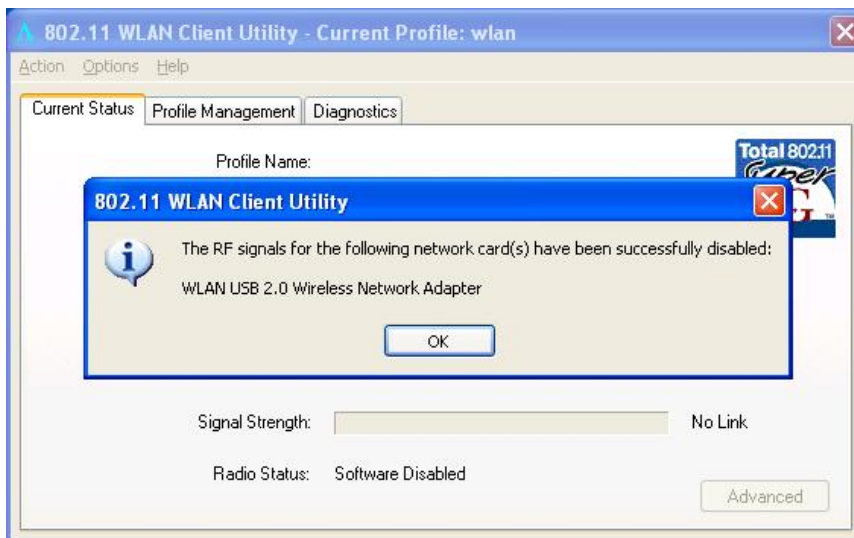 802.11 WLAN Client Utility - Current Profile: wlan
Action Options Help
Current Status Profile Management Diagnostics
Profile Name:
Total 802.11
Super
G ™
802.11 WLAN Client Utility
The RF signals for the following network card(s) have been successfully disabled:
WLAN USB 2.0 Wireless Network Adapter
OK
Signal Strength: No Link
Radio Status: Software Disabled
Advanced